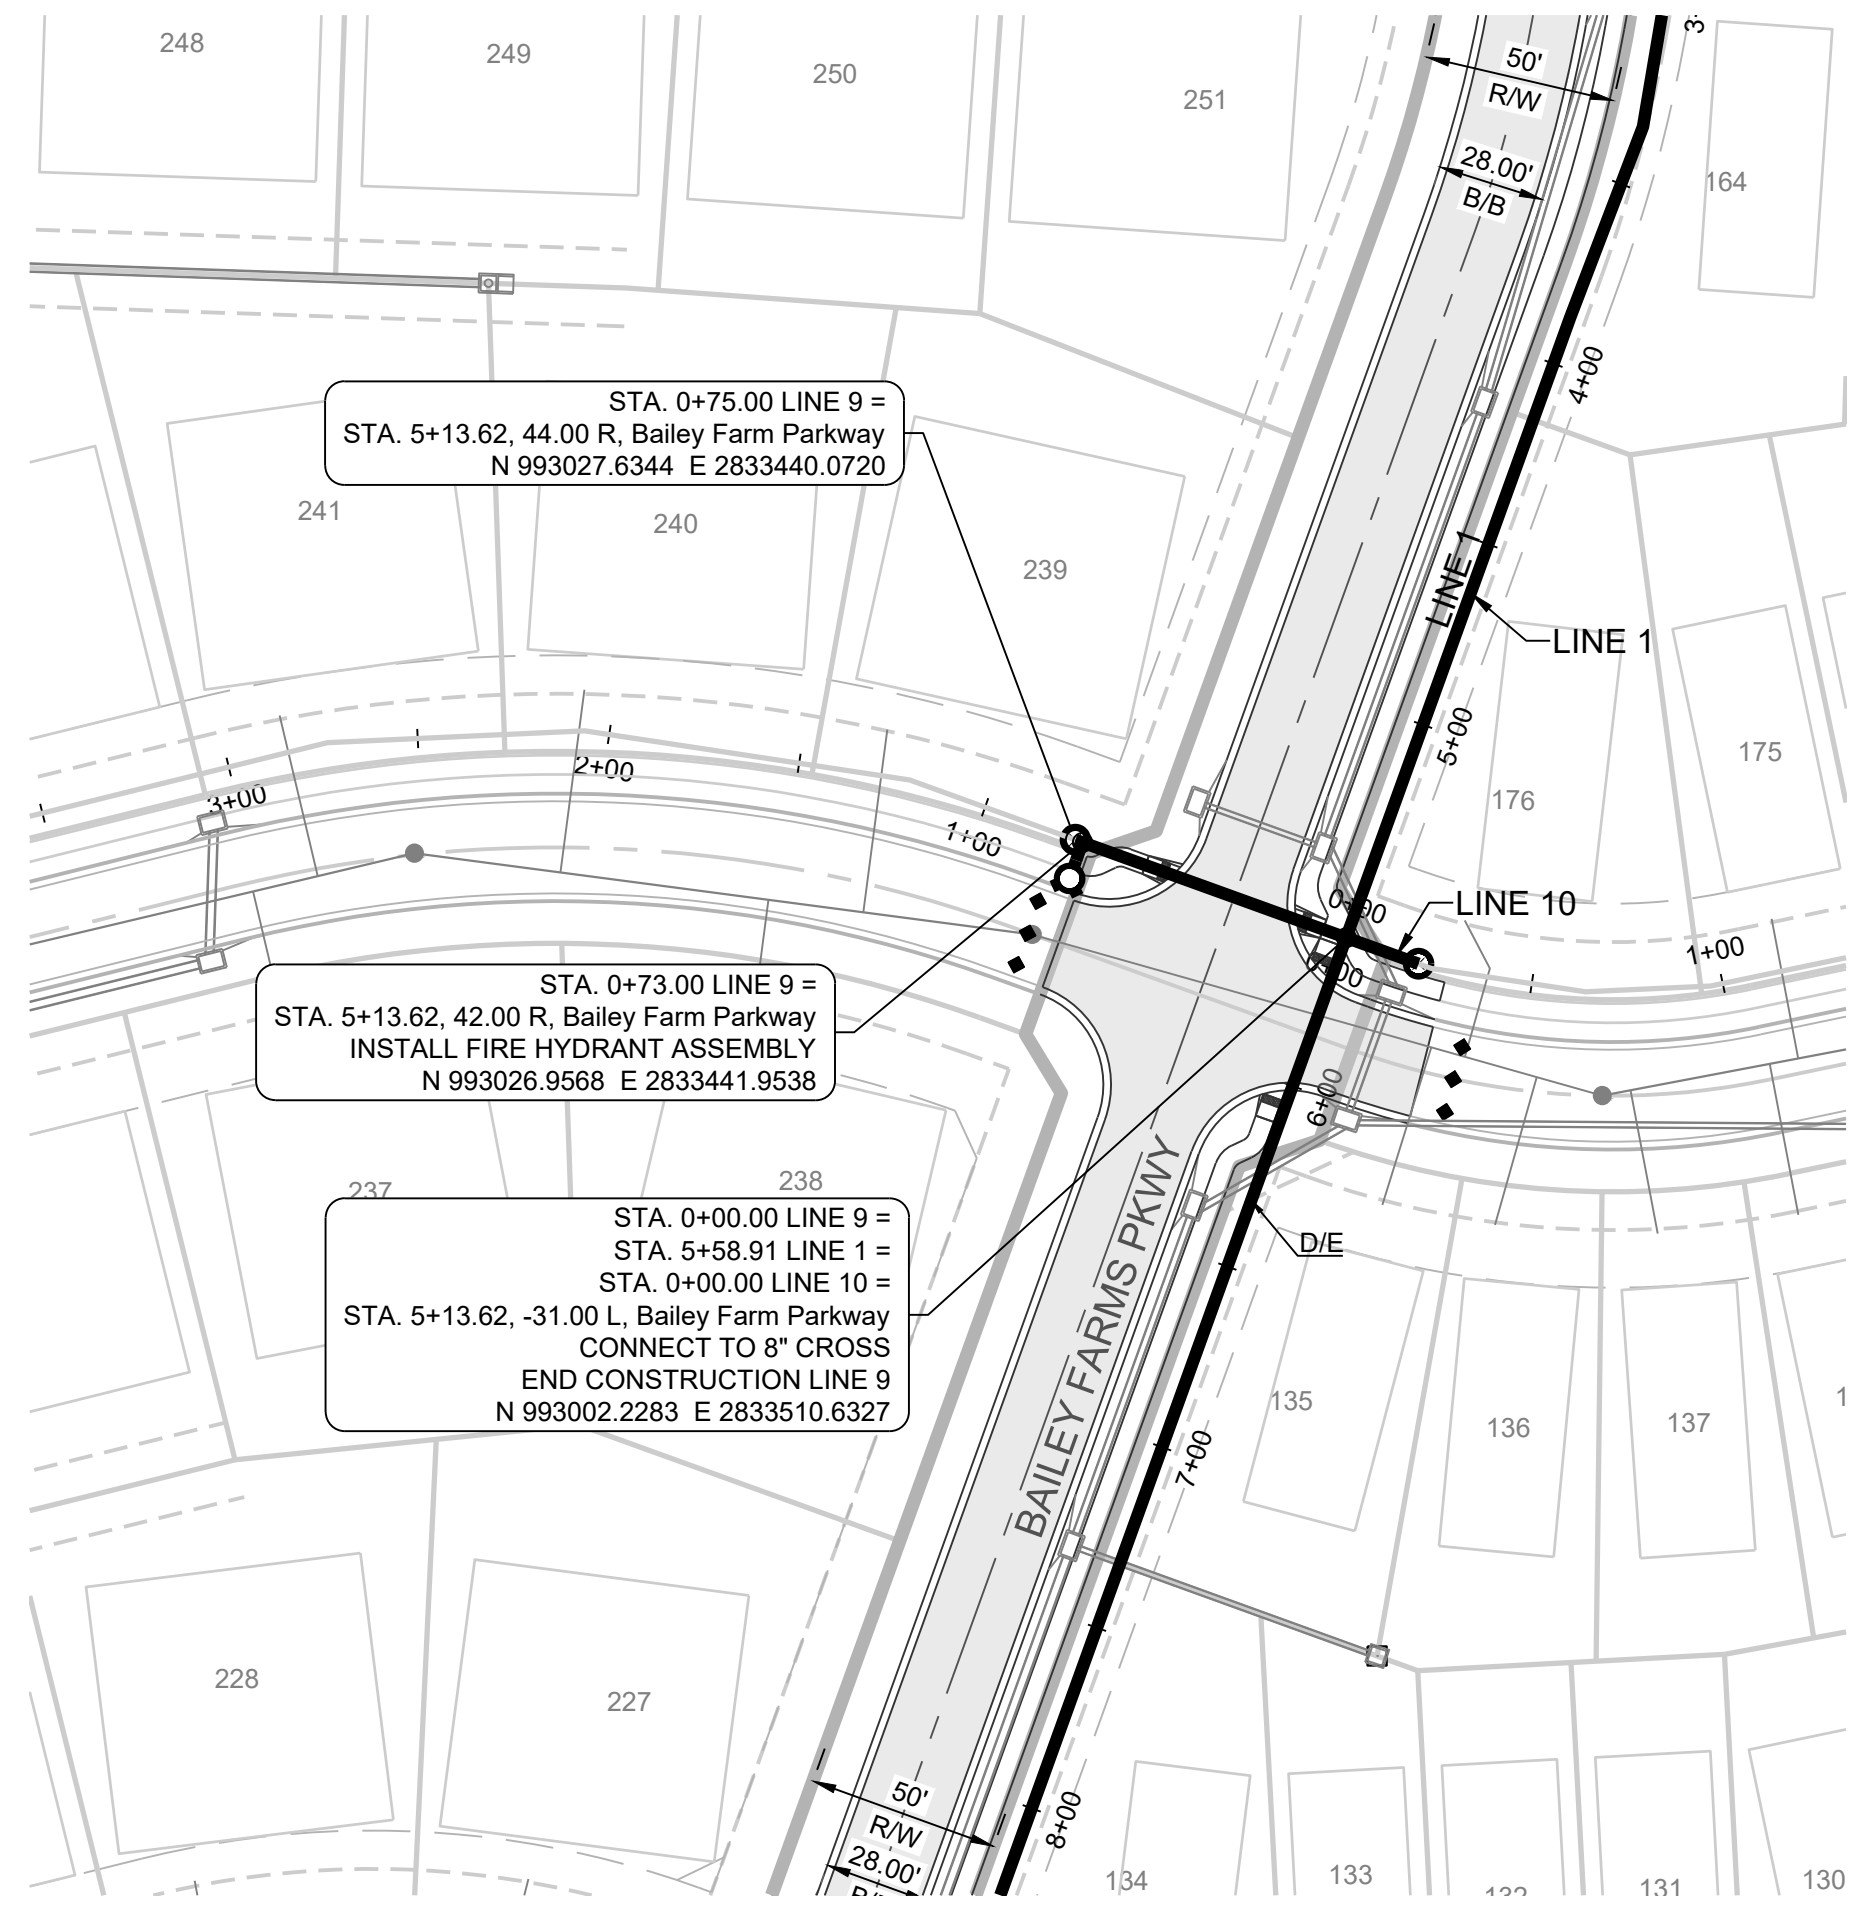 248
249
250
251
50'
R/W
28.00'
B/B
164
4+00
STA. 0+75.00 LINE 9 =
STA. 5+13.62, 44.00 R, Bailey Farm Parkway
N 993027.6344 E 2833440.0720
241
240
239
LINE 1
LINE 1
5+00
175
176
2+00
3+00
1+00
0+00
LINE 10
1+00
STA. 0+73.00 LINE 9 =
STA. 5+13.62, 42.00 R, Bailey Farm Parkway
INSTALL FIRE HYDRANT ASSEMBLY
N 993026.9568 E 2833441.9538
6+00
237
238
STA. 0+00.00 LINE 9 =
STA. 5+58.91 LINE 1 =
STA. 0+00.00 LINE 10 =
STA. 5+13.62, -31.00 L, Bailey Farm Parkway
CONNECT TO 8" CROSS
END CONSTRUCTION LINE 9
N 993002.2283 E 2833510.6327
D/E
BAILEY FARMS PKWY
135
136
137
7+00
228
227
50'
R/W
28.00'
8+00
134
133
132
131
130